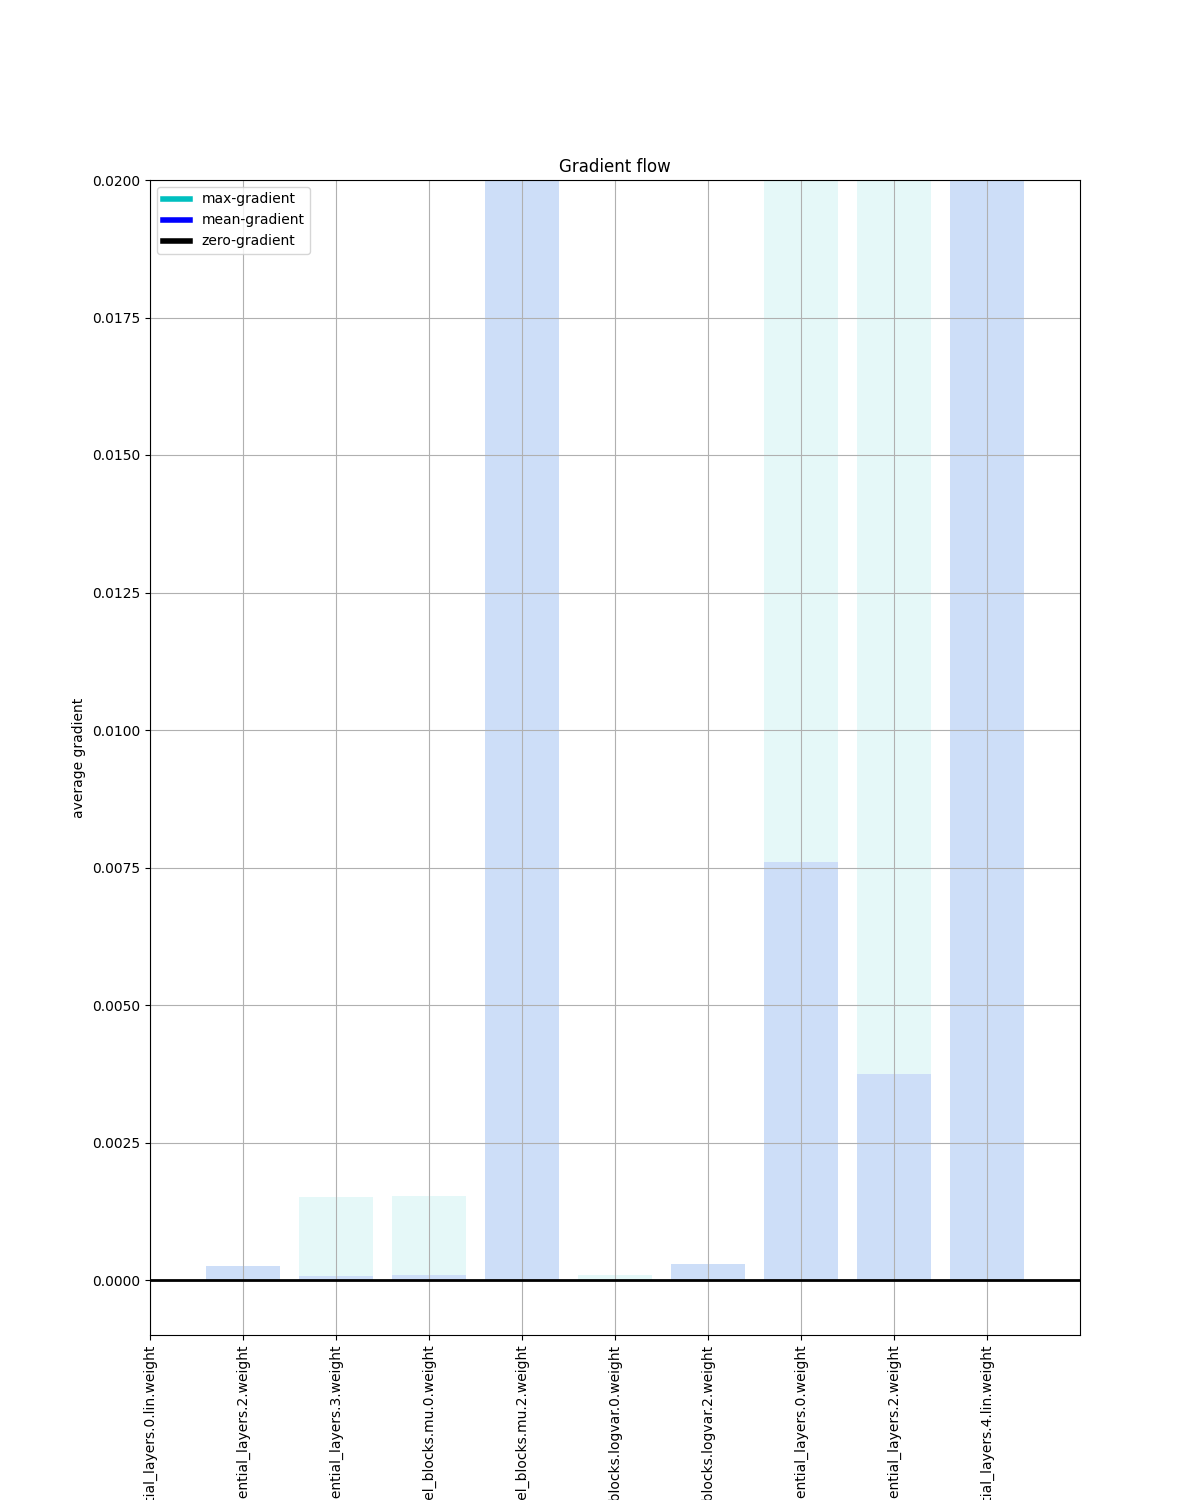 Gradient flow
max-gradient
mean-gradient
zero-gradient
0.0200
0.0175
0.0150
0.0125
0.0100
0.0075
0.0050
0.0025
0.0000
average gradient
tial_layers.0.lin.weight
ential_layers.2.weight
ential_layers.3.weight
el_blocks.mu.0.weight
el_blocks.mu.2.weight
blocks.logvar.0.weight
blocks.logvar.2.weight
ential_layers.0.weight
ential_layers.2.weight
tial_layers.4.lin.weight